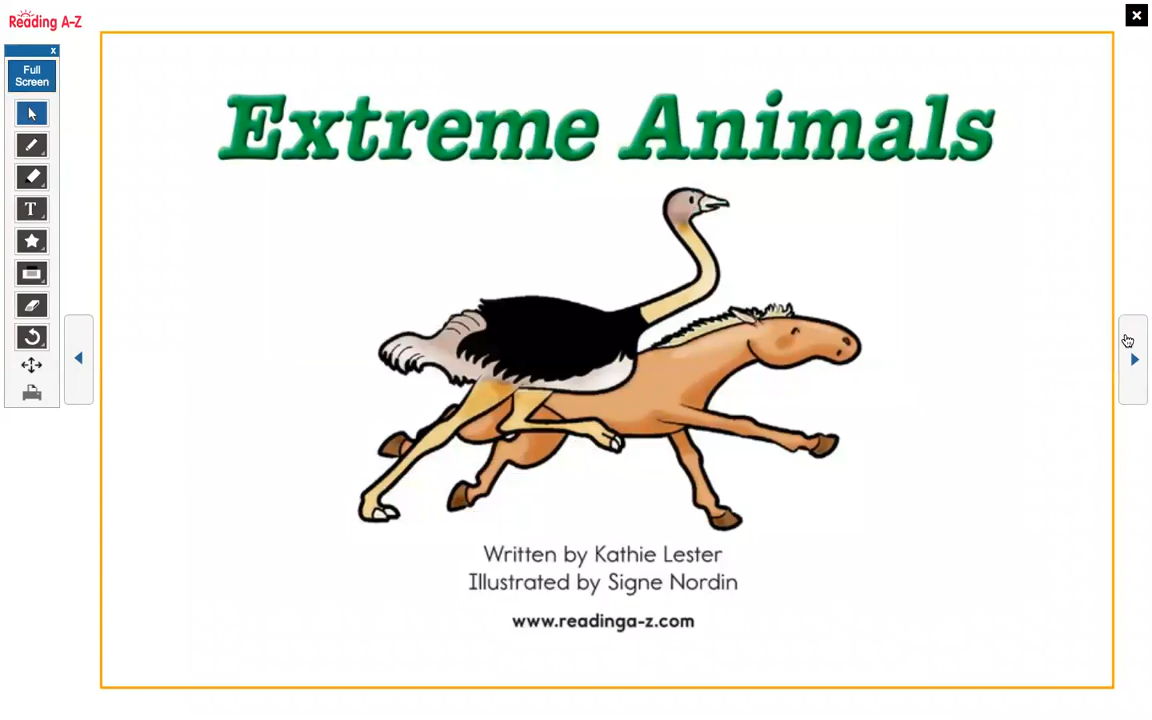 Reading A-Z
x
Full
Screen
T
Extreme Animals
Written by Kathie Lester
Illustrated by Signe Nordin
www.readinga-z.com